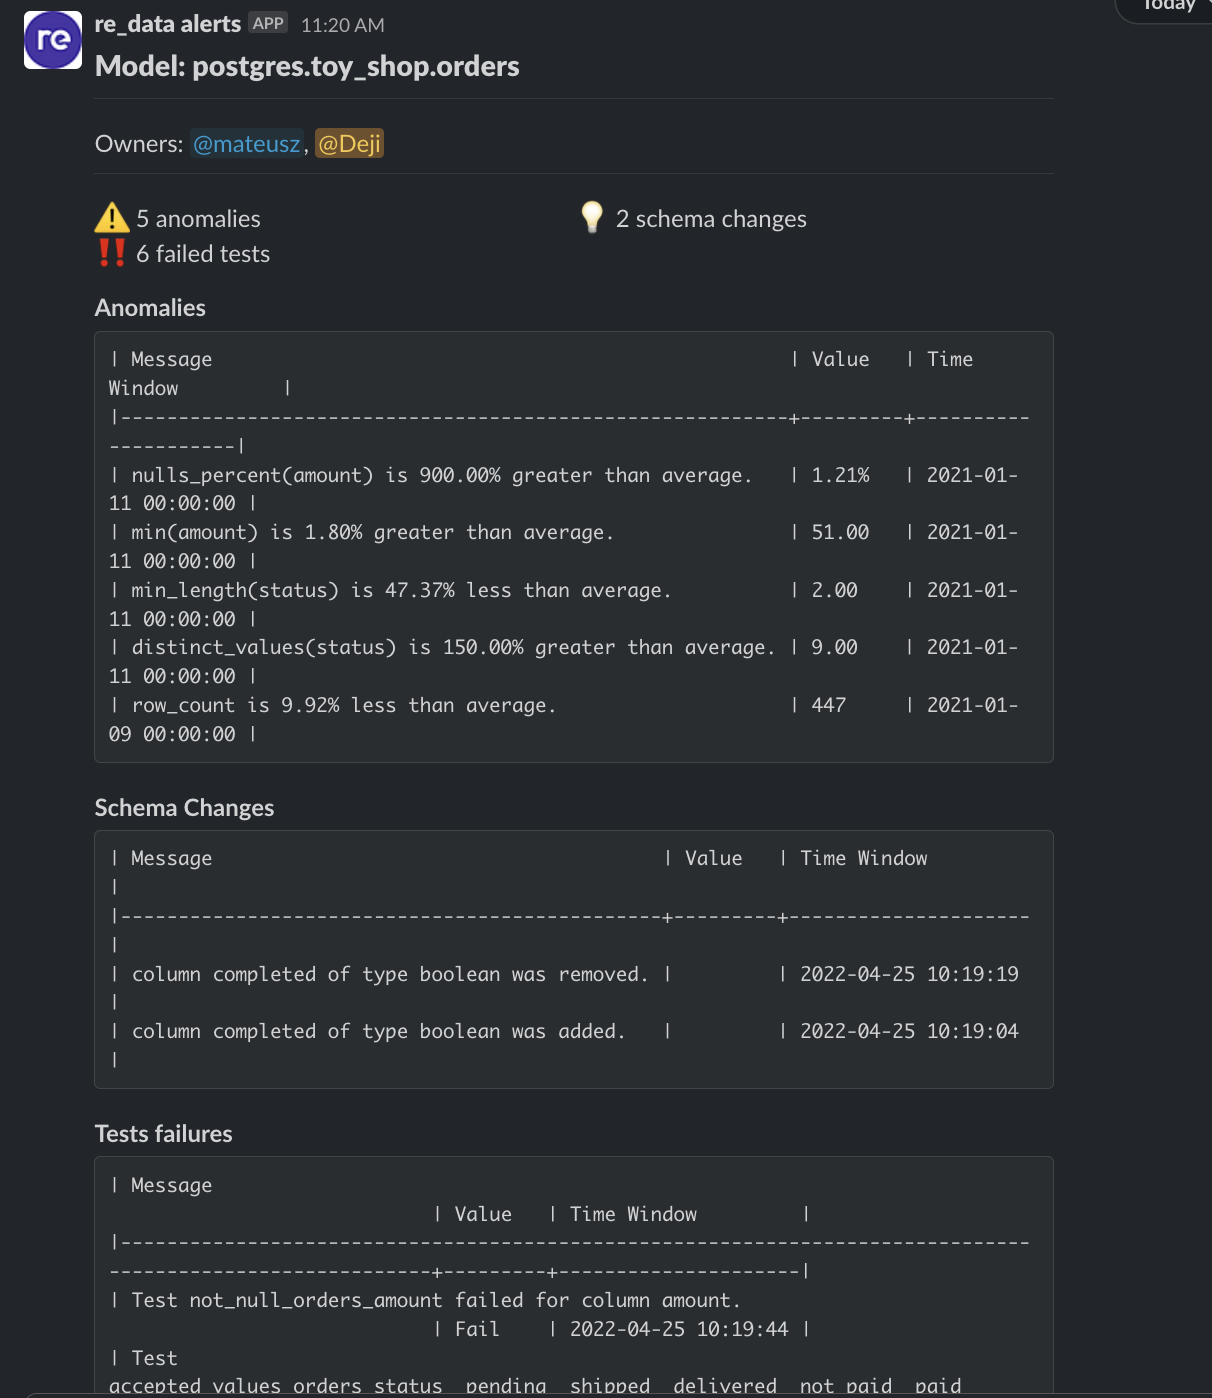 Today
re
re_data alerts APP 11:20 AM
Model: postgres.toy_shop.orders
Owners: @mateusz, @Deji
5 anomalies
2 schema changes
6 failed tests
Anomalies
| Message | Value | Time
Window |
|----------------------------------------------------------+---------+----------
-----------|
| nulls_percent(amount) is 900.00% greater than average. | 1.21% | 2021-01-
11 00:00:00 |
| min(amount) is 1.80% greater than average. | 51.00 | 2021-01-
11 00:00:00 |
| min_length(status) is 47.37% less than average. | 2.00 | 2021-01-
11 00:00:00 |
| distinct_values(status) is 150.00% greater than average. | 9.00 | 2021-01-
11 00:00:00 |
| row_count is 9.92% less than average. | 447 | 2021-01-
09 00:00:00 |
Schema Changes
| Message | Value | Time Window
|
|-----------------------------------------------+---------+---------------------
|
| column completed of type boolean was removed. | | 2022-04-25 10:19:19
|
| column completed of type boolean was added. | | 2022-04-25 10:19:04
|
Tests failures
| Message
| Value | Time Window |
|-------------------------------------------------------------------------------
----------------------------+---------+---------------------|
| Test not_null_orders_amount failed for column amount.
| Fail | 2022-04-25 10:19:44 |
| Test
accepted_values_orders_status__pending__shipped__delivered__not_paid__paid